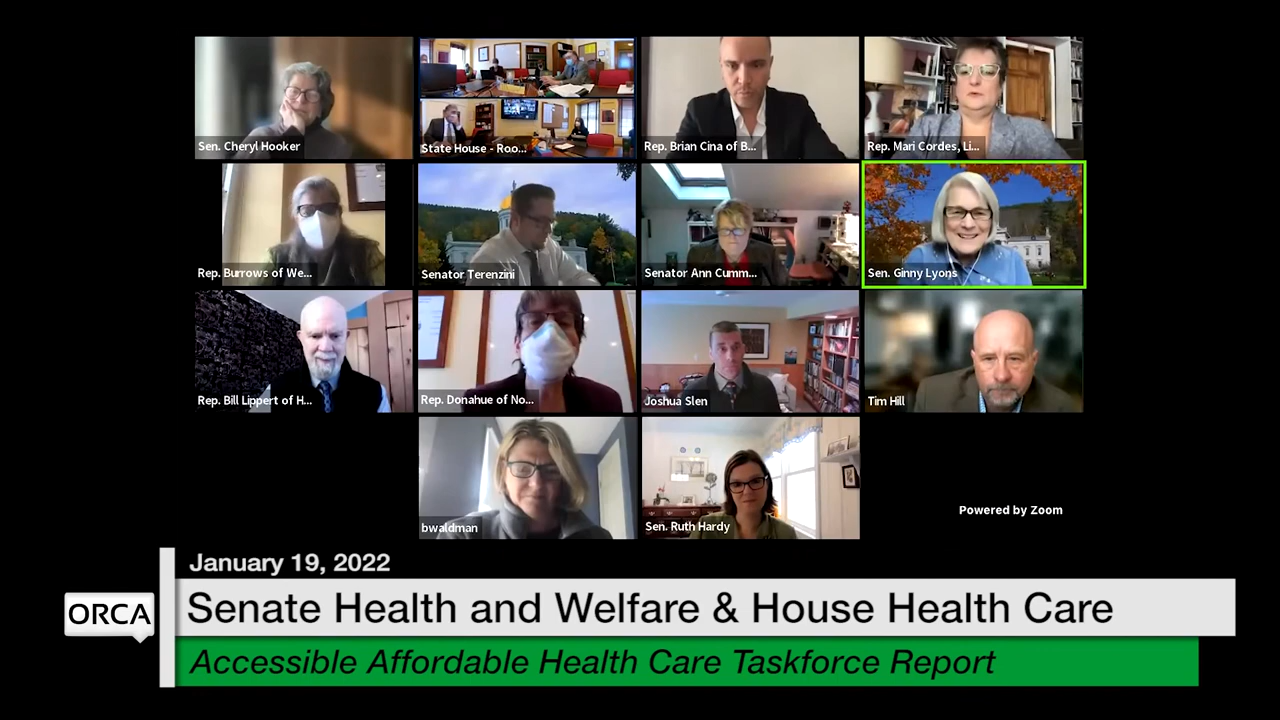 Sen. Cheryl Hooker
State House - Roo...
Rep. Brian Cina of B...
Rep. Mari Cordes, Li...
Rep. Burrows of We...
Senator Terenzini
Senator Ann Cumm...
Sen. Ginny Lyons
Rep. Bill Lippert of H...
Rep. Donahue of No...
Joshua Slen
Tim Hill
bwaldman
Sen. Ruth Hardy
Powered by Zoom
January 19, 2022
ORCA
Senate Health and Welfare & House Health Care
Accessible Affordable Health Care Taskforce Report